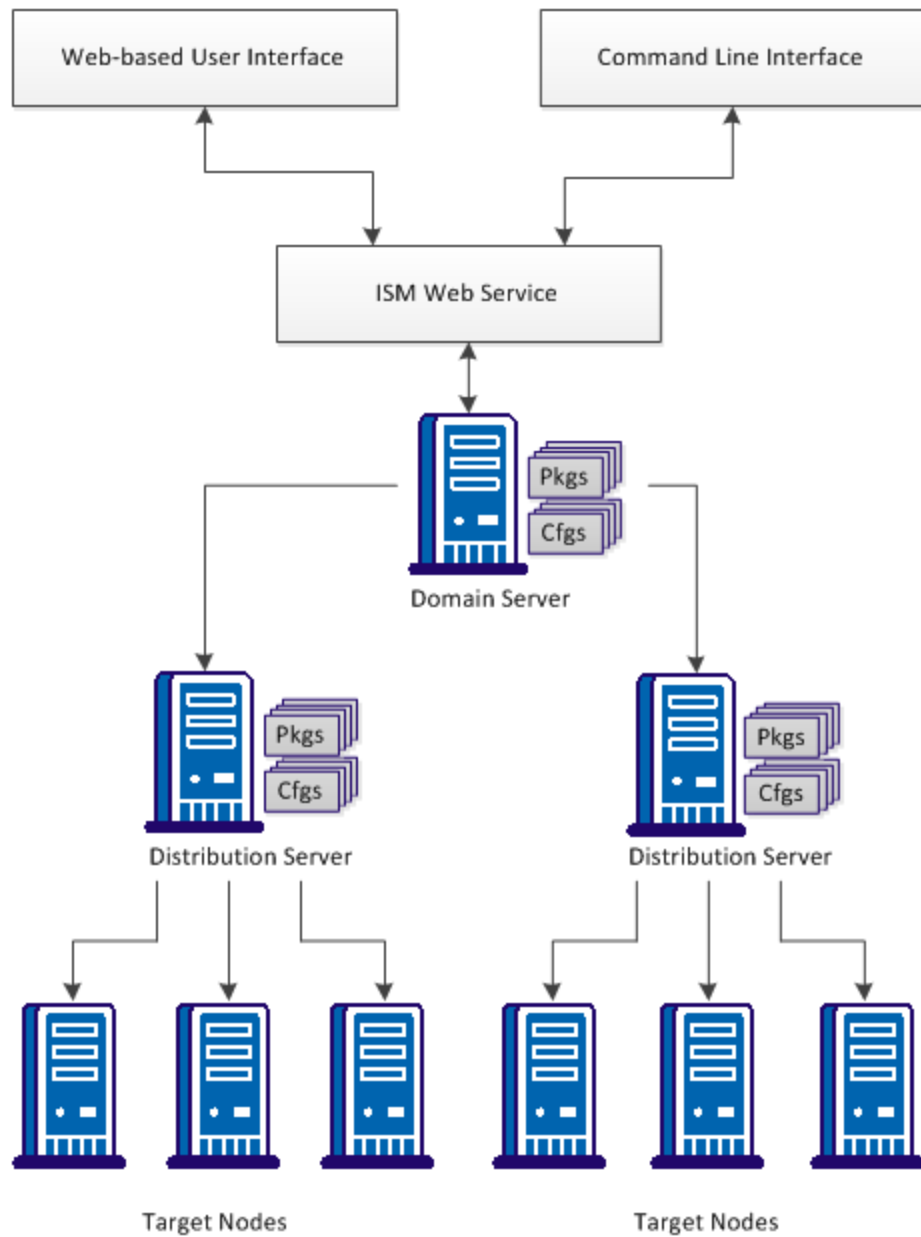 Web-based User Interface
Command Line Interface
ISM Web Service
Pkgs
Cfgs
Domain Server
Pkgs
Cfgs
Distribution Server
Pkgs
Cfgs
Distribution Server
Target Nodes
Target Nodes